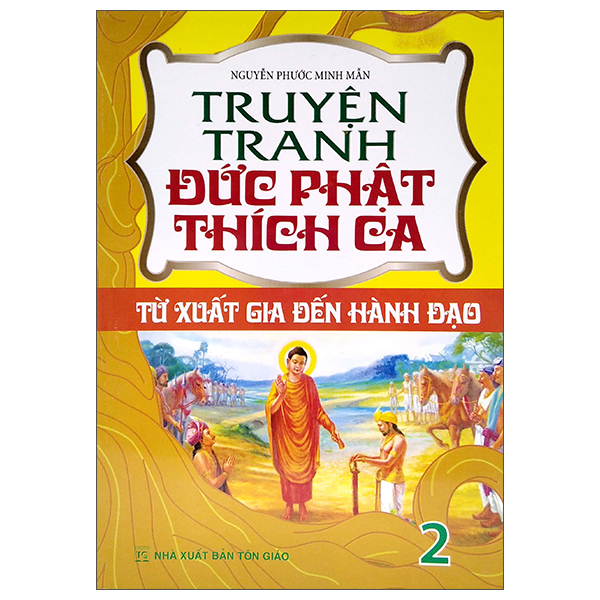 NGUYỄN PHƯỚC MINH MẪN
TRUYỆN
TRANH
ĐỨC PHẬT
THÍCH CA
TỪ XUẤT GIA ĐẾN HÀNH ĐẠO
TG
NHÀ XUẤT BẢN TÔN GIÁO
2